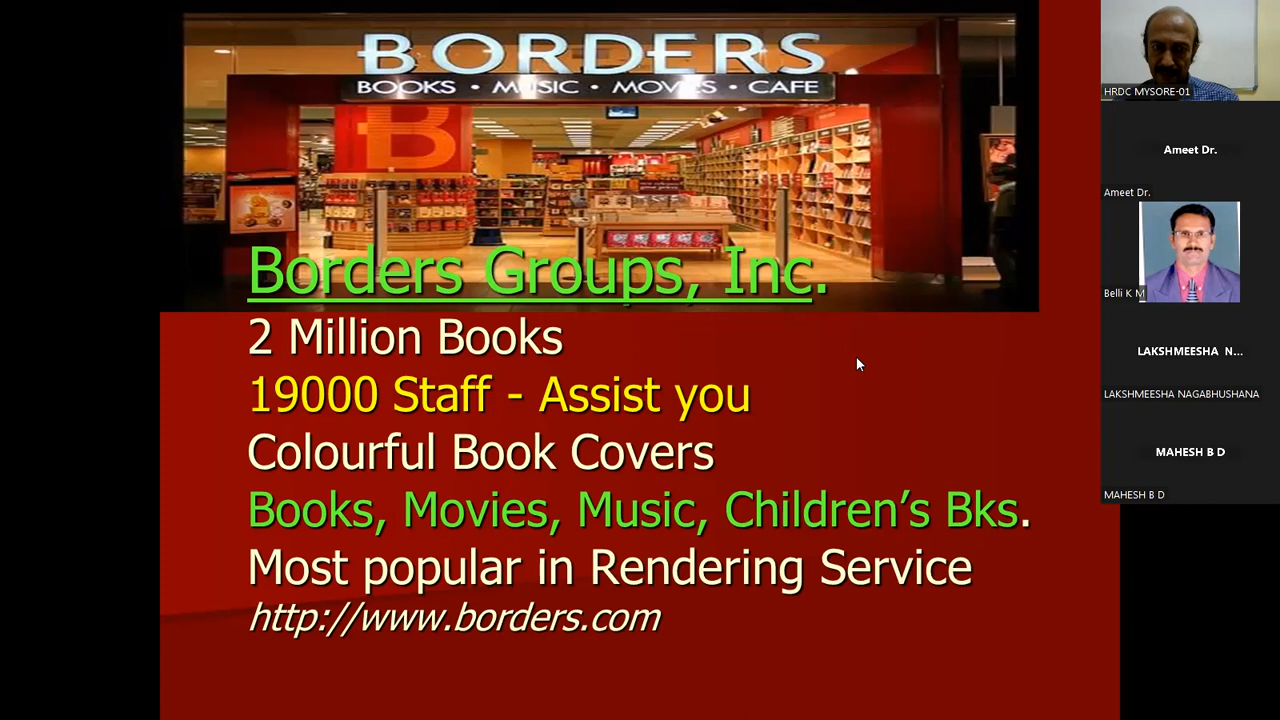 BORDERS
BOOKS • MUSIC • MOVIES • CAFE
B
Borders Groups, Inc.
2 Million Books
19000 Staff - Assist you
Colourful Book Covers
Books, Movies, Music, Children’s Bks.
Most popular in Rendering Service
http://www.borders.com
HRDC MYSORE-01
Ameet Dr.
Ameet Dr.
Belli K M
LAKSHMEESHA N...
LAKSHMEESHA NAGABHUSHANA
MAHESH B D
MAHESH B D